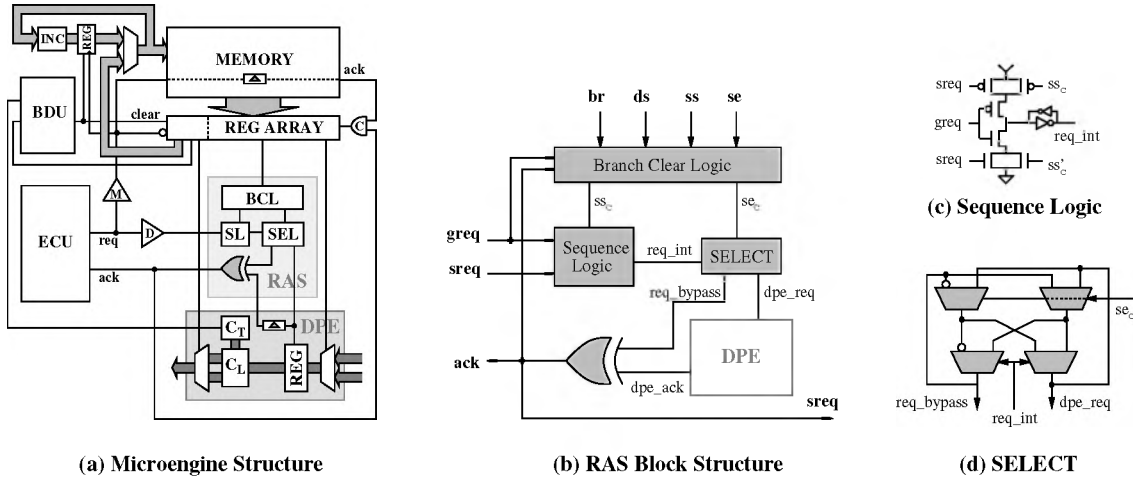 INC
REG
MEMORY
ack
BDU
clear
REG ARRAY
C
M
BCL
ECU
req
D
SL
SEL
ack
RAS
DPE
C_T
C_L
REG
(a) Microengine Structure
br ds ss se
Branch Clear Logic
ss_C se_C
greq
Sequence
Logic
req_int
SELECT
sreq
req_bypass
dpe_req
DPE
ack
dpe_ack
sreq
(b) RAS Block Structure
sreq ss_C
greq
req_int
sreq ss'_C
(c) Sequence Logic
se_C
req_bypass
dpe_req
req_int
(d) SELECT